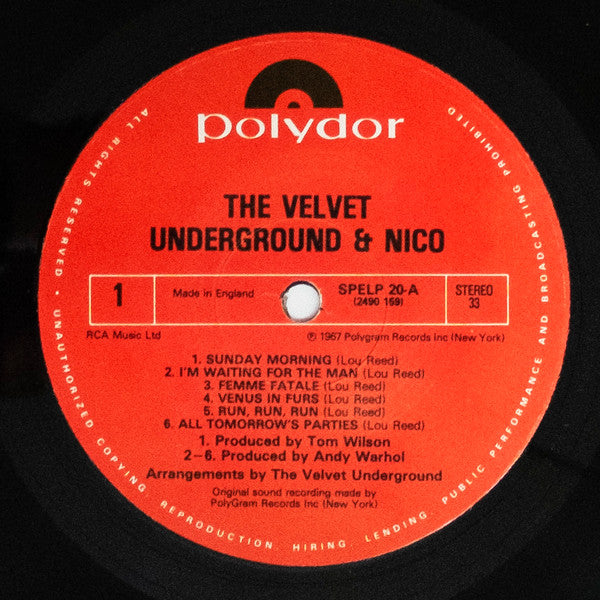 polydor
THE VELVET
UNDERGROUND & NICO
1
Made in England
SPELP 20-A
(2490 159)
STEREO
33
RCA Music Ltd
℗ 1967 Polygram Records Inc (New York)
1. SUNDAY MORNING (Lou Reed)
2. I'M WAITING FOR THE MAN (Lou Reed)
3. FEMME FATALE (Lou Reed)
4. VENUS IN FURS (Lou Reed)
5. RUN, RUN, RUN (Lou Reed)
6. ALL TOMORROW'S PARTIES (Lou Reed)
1. Produced by Tom Wilson
2–6. Produced by Andy Warhol
Arrangements by The Velvet Underground
Original sound recording made by
PolyGram Records Inc (New York)
ALL RIGHTS RESERVED. • UNAUTHORIZED COPYING, REPRODUCTION, HIRING, LENDING, PUBLIC PERFORMANCE AND BROADCASTING PROHIBITED